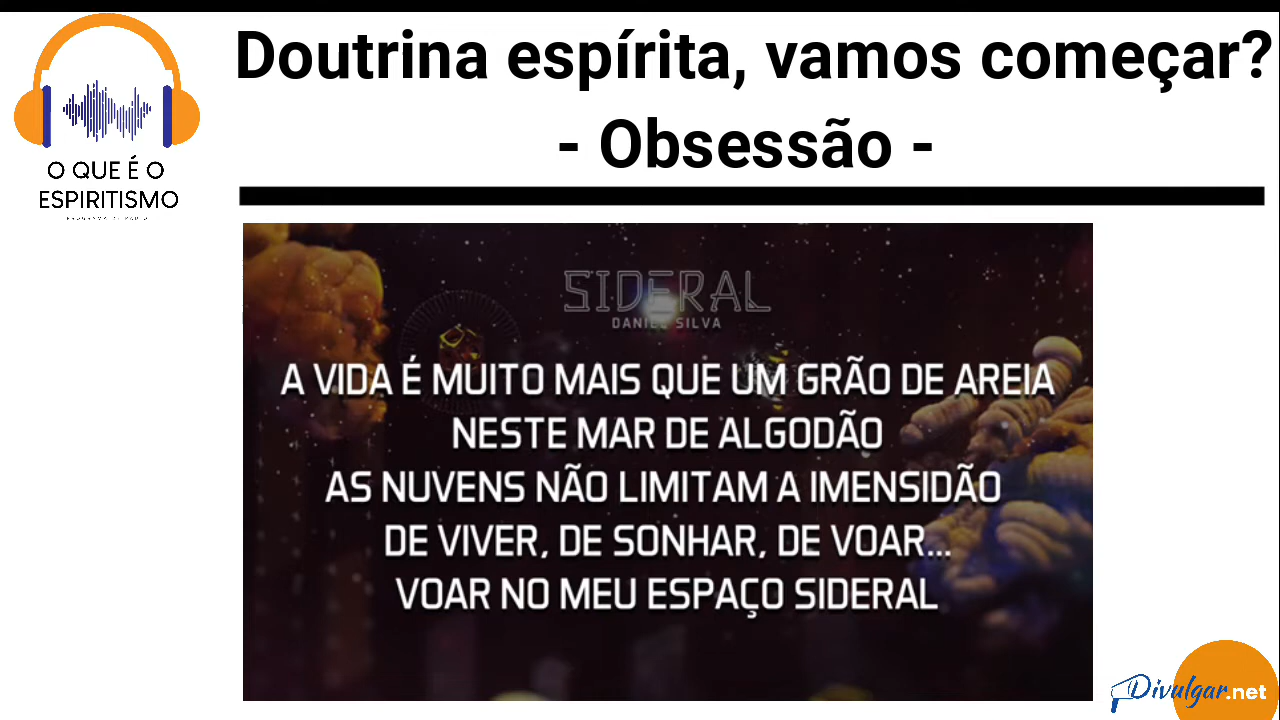 Doutrina espírita, vamos começar?
- Obsessão -
O QUE É O
ESPIRITISMO
SIDERAL
DANIEL SILVA
A VIDA É MUITO MAIS QUE UM GRÃO DE AREIA
NESTE MAR DE ALGODÃO
AS NUVENS NÃO LIMITAM A IMENSIDÃO
DE VIVER, DE SONHAR, DE VOAR...
VOAR NO MEU ESPAÇO SIDERAL
Divulgar.net